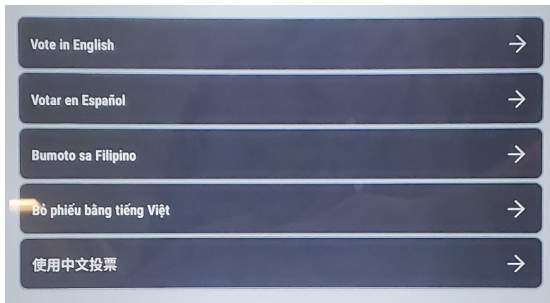 Vote in English
Votar en Español
Bumoto sa Filipino
Bỏ phiếu bằng tiếng Việt
使用中文投票